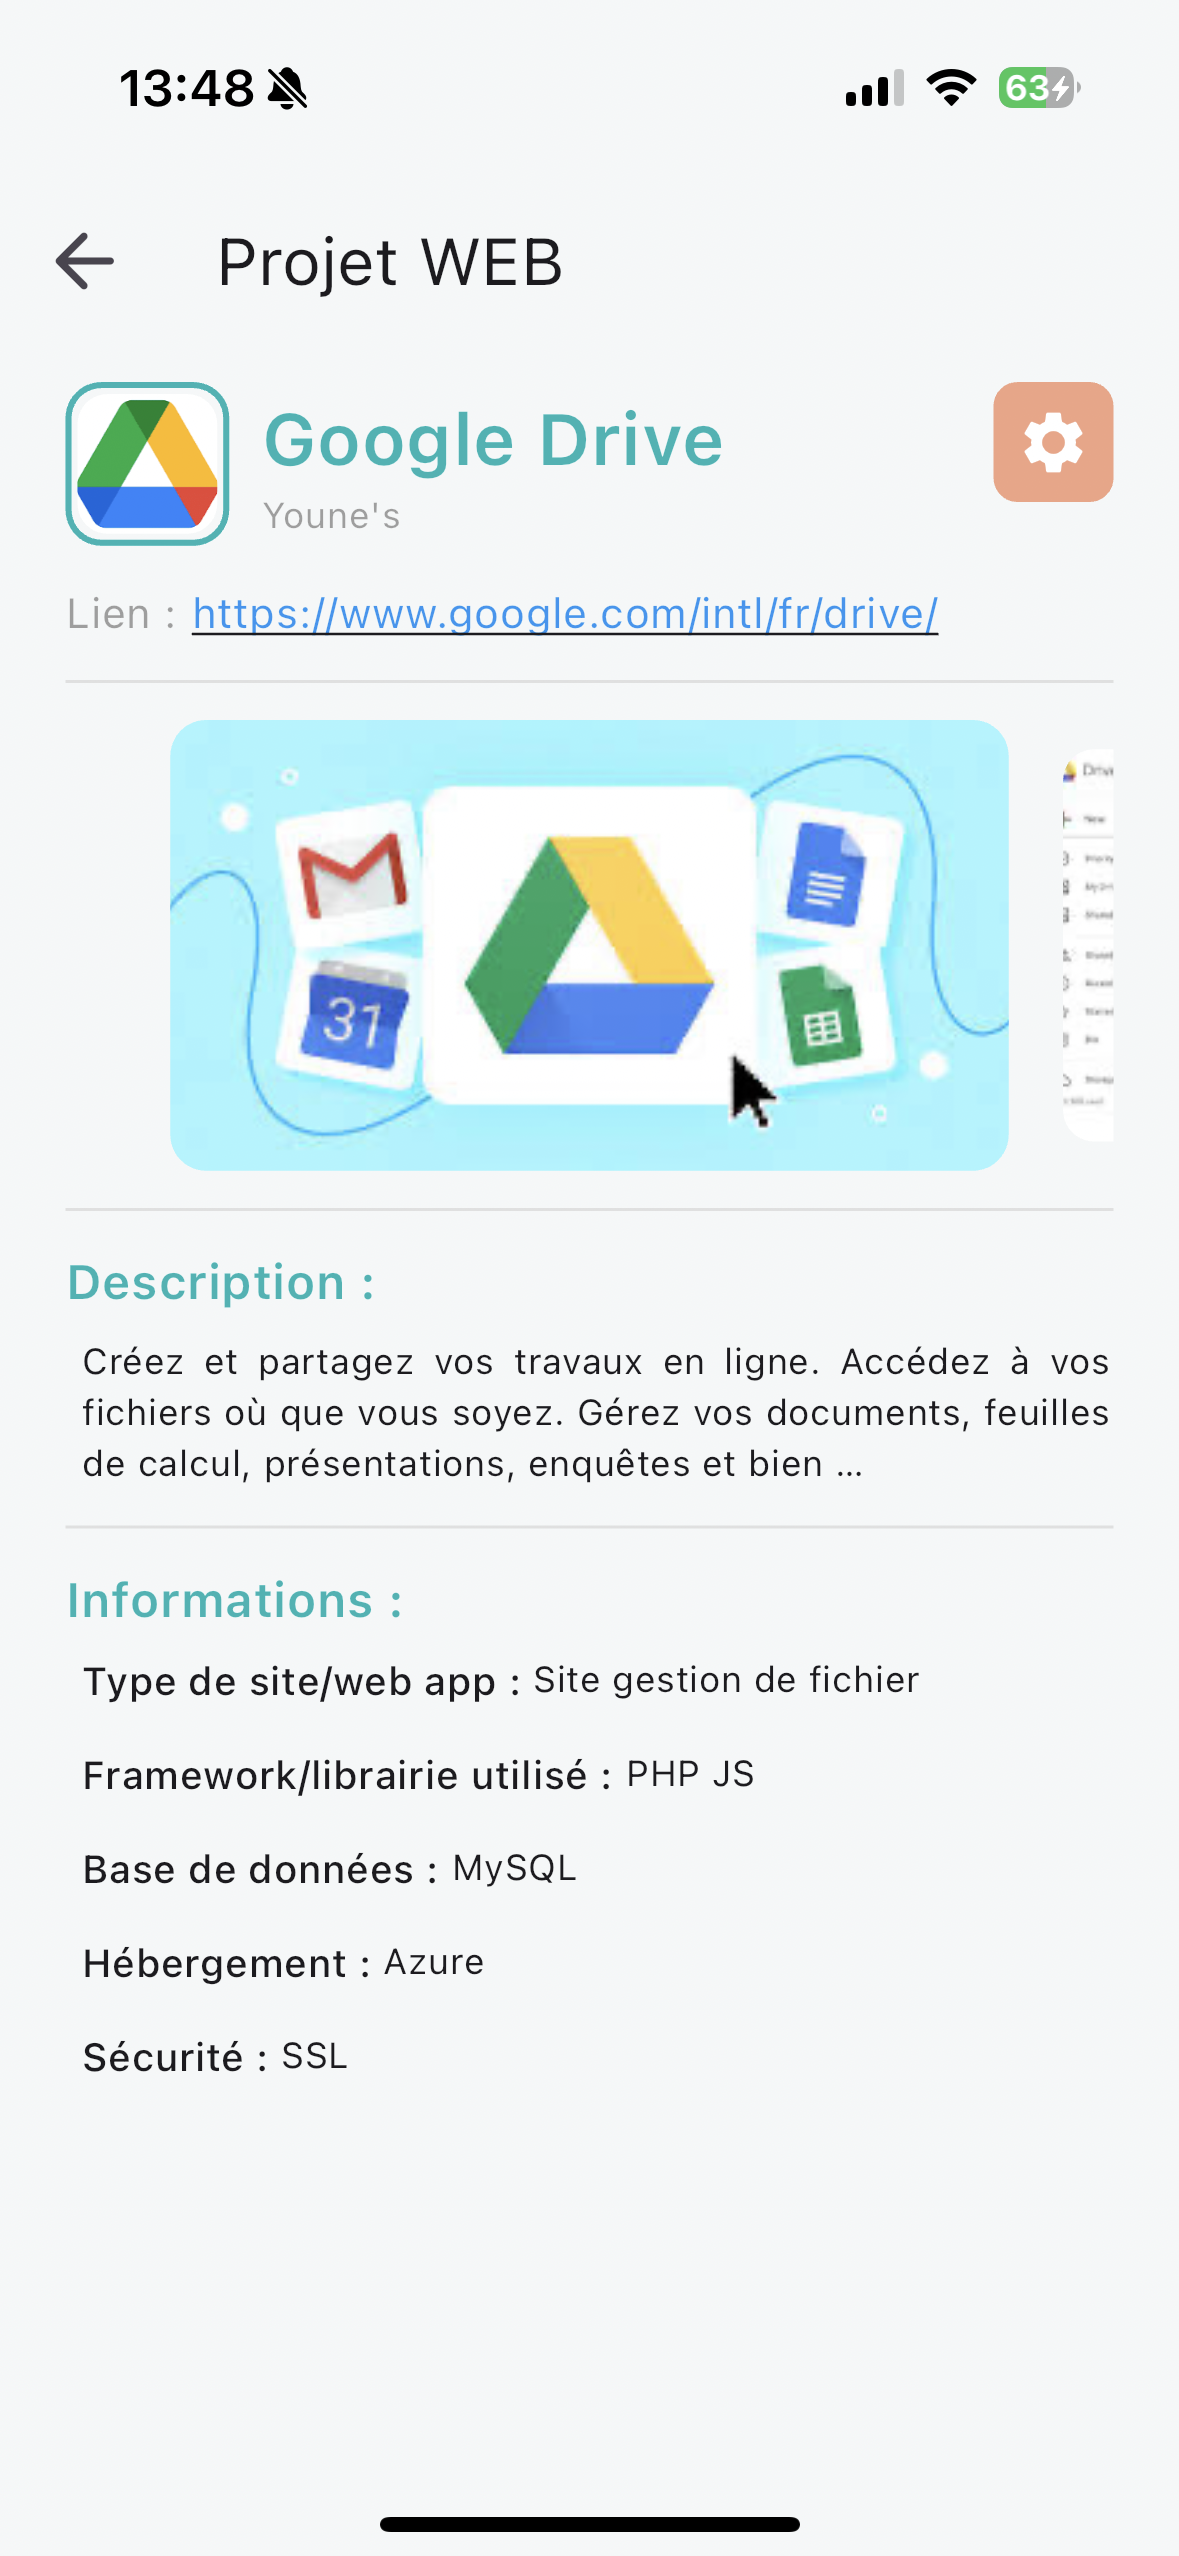 13:48
63
Projet WEB
Google Drive
Youne's
Lien : https://www.google.com/intl/fr/drive/
31
Drive
New
Description :
Créez et partagez vos travaux en ligne. Accédez à vos
fichiers où que vous soyez. Gérez vos documents, feuilles
de calcul, présentations, enquêtes et bien ...
Informations :
Type de site/web app : Site gestion de fichier
Framework/librairie utilisé : PHP JS
Base de données : MySQL
Hébergement : Azure
Sécurité : SSL